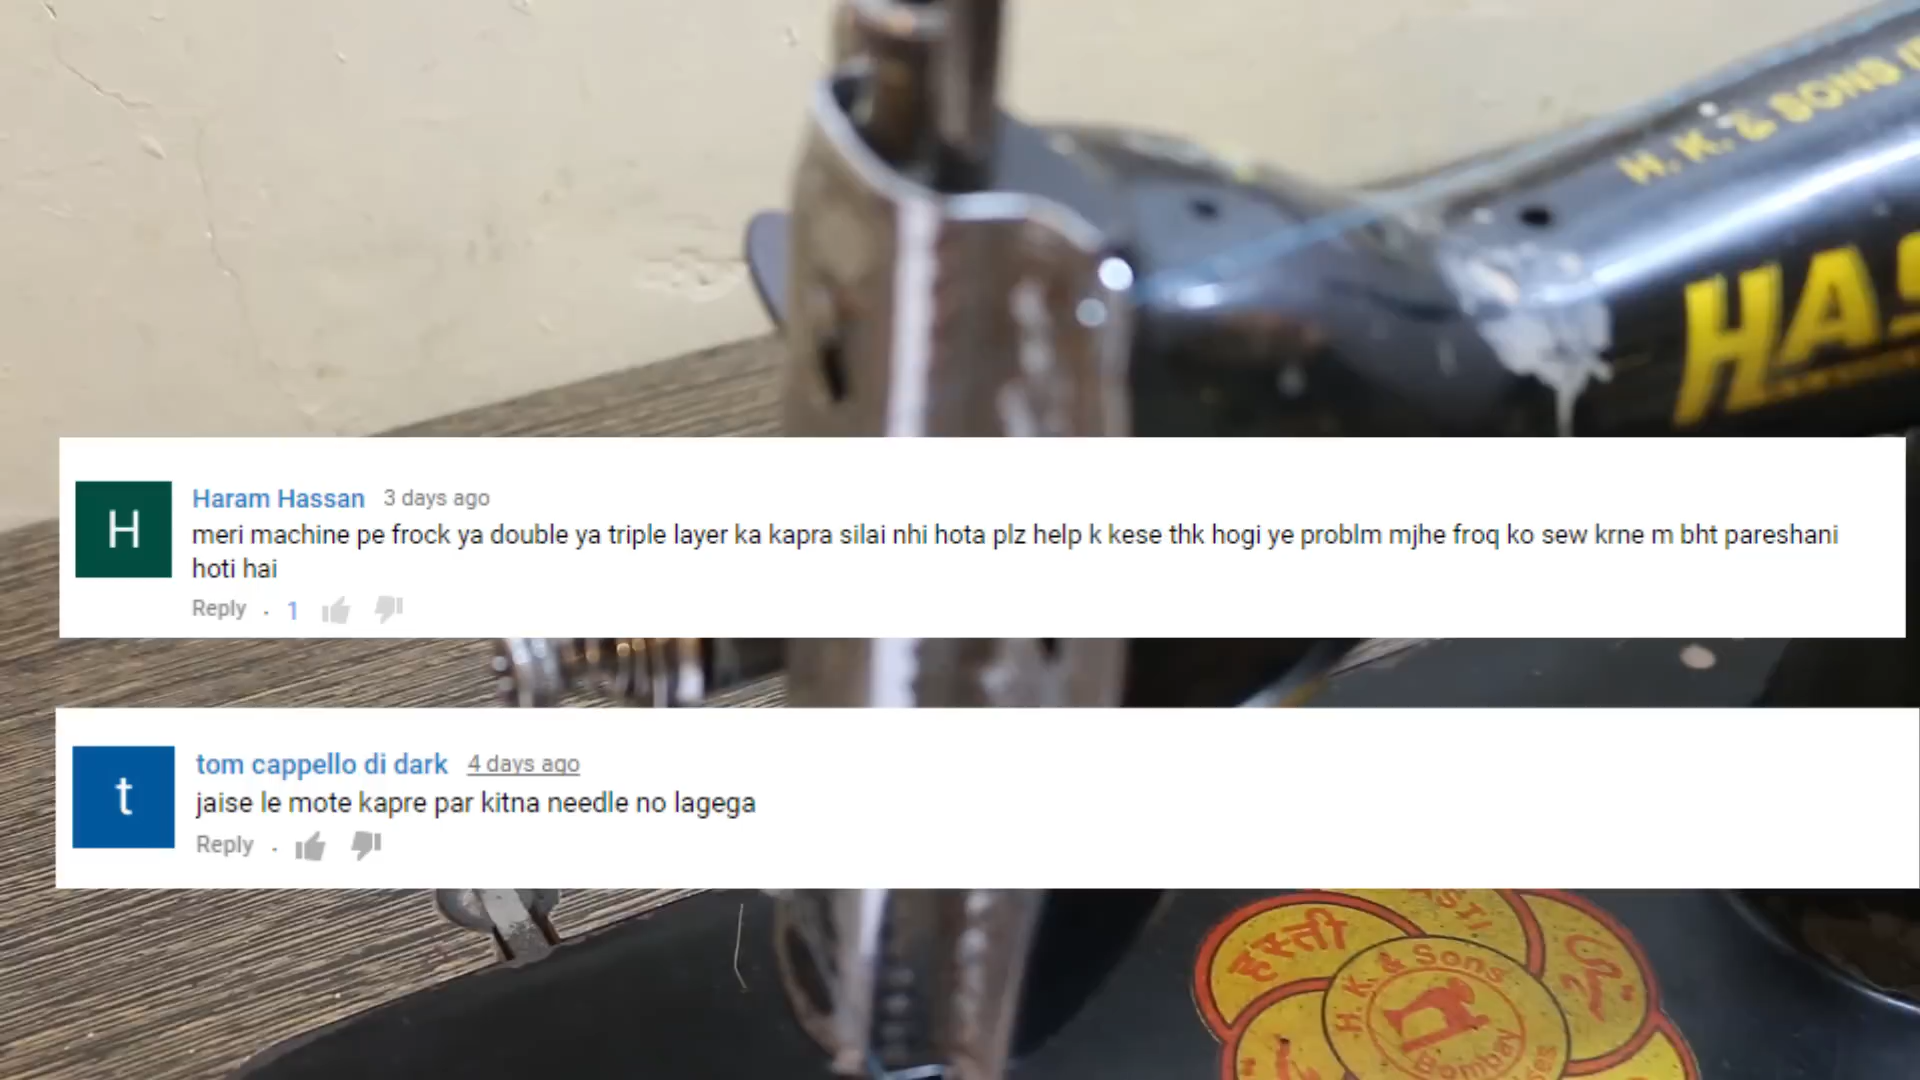 H. K. & SONS
HAS
H
Haram Hassan 3 days ago
meri machine pe frock ya double ya triple layer ka kapra silai nhi hota plz help k kese thk hogi ye problm mjhe froq ko sew krne m bht pareshani
hoti hai
Reply . 1
t
tom cappello di dark 4 days ago
jaise le mote kapre par kitna needle no lagega
Reply .
हस्ती
H. K. & Sons
Bombay